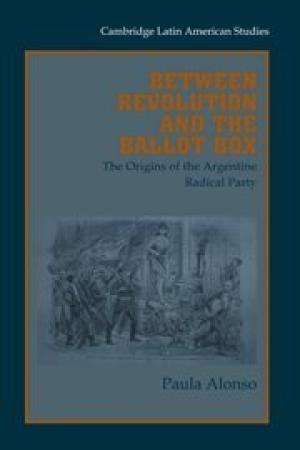 Cambridge Latin American Studies
BETWEEN
REVOLUTION
AND THE
BALLOT BOX
The Origins of the Argentine
Radical Party
Paula Alonso